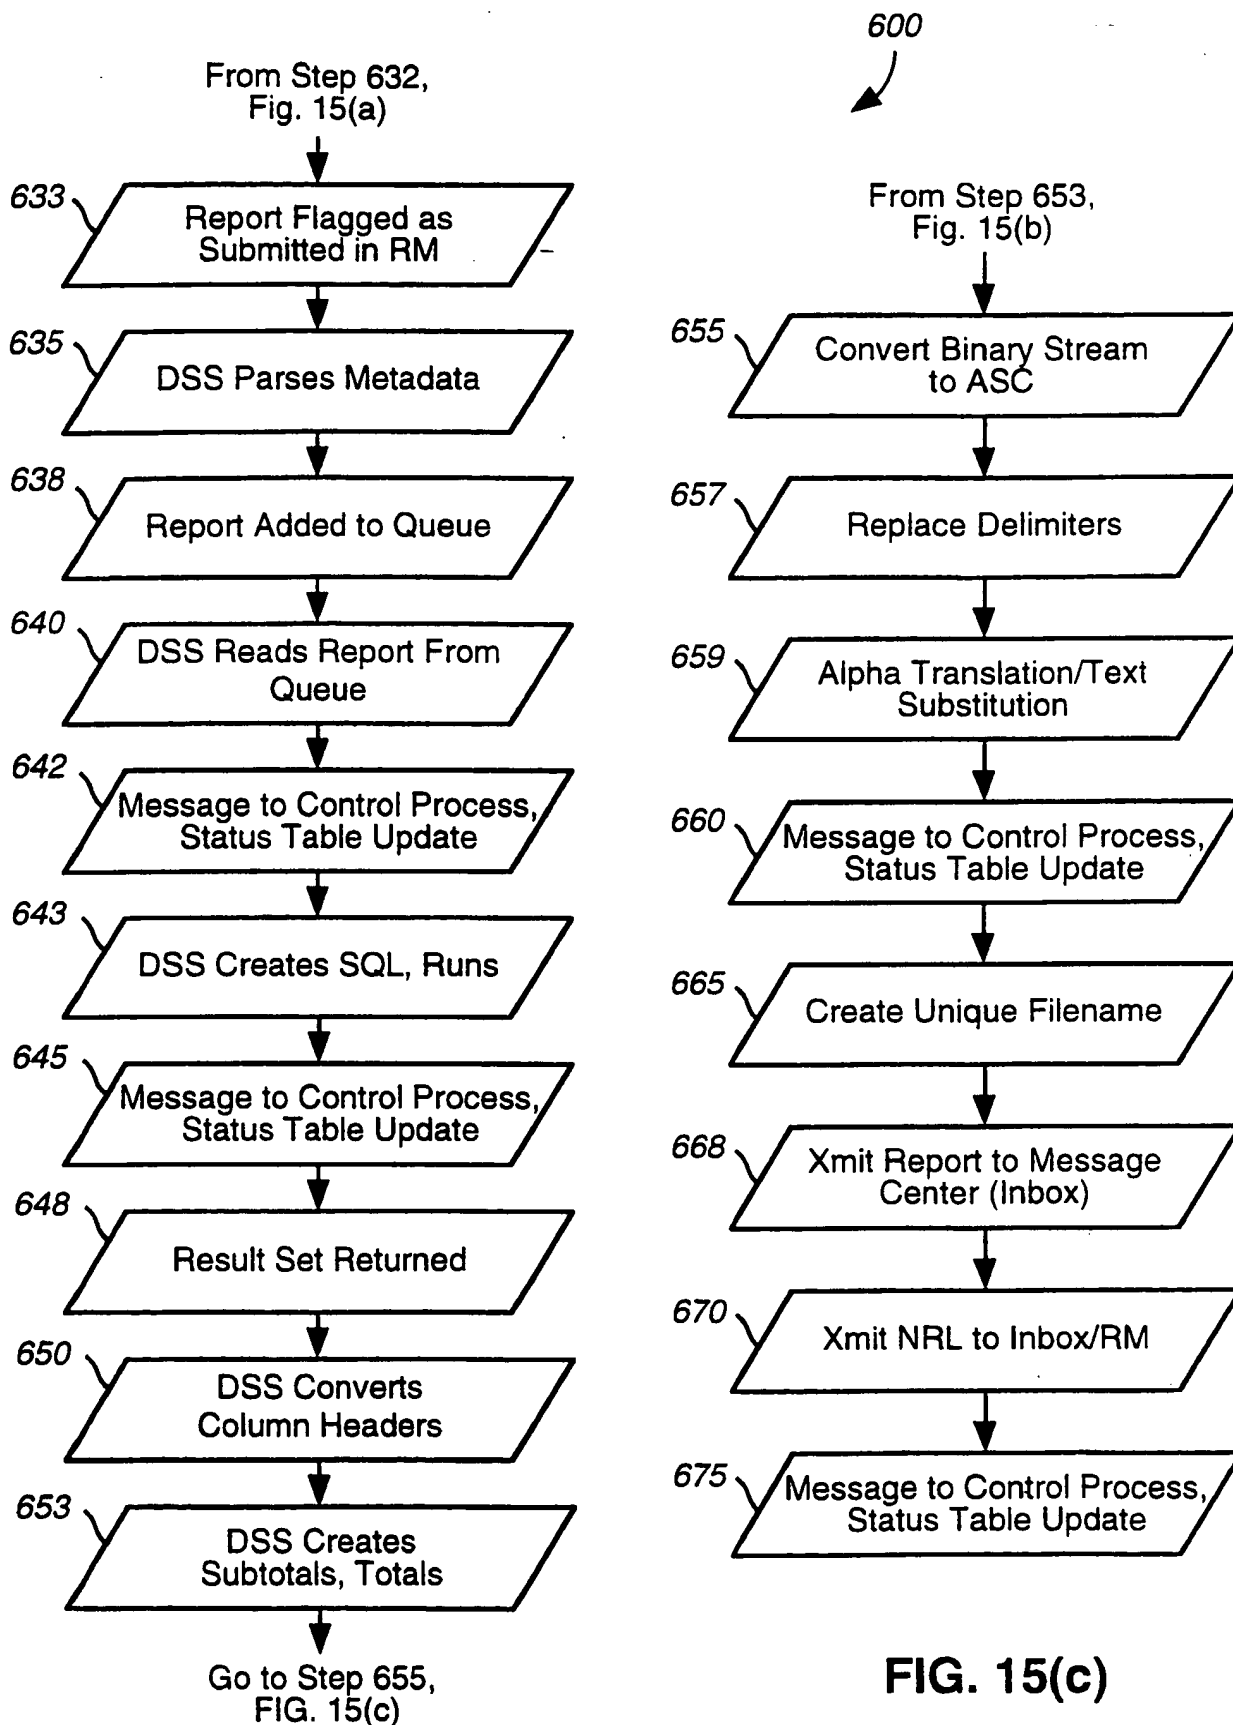 600
From Step 632,
Fig. 15(a)
633
Report Flagged as
Submitted in RM
635
DSS Parses Metadata
638
Report Added to Queue
640
DSS Reads Report From
Queue
642
Message to Control Process,
Status Table Update
643
DSS Creates SQL, Runs
645
Message to Control Process,
Status Table Update
648
Result Set Returned
650
DSS Converts
Column Headers
653
DSS Creates
Subtotals, Totals
Go to Step 655,
FIG. 15(c)
From Step 653,
Fig. 15(b)
655
Convert Binary Stream
to ASC
657
Replace Delimiters
659
Alpha Translation/Text
Substitution
660
Message to Control Process,
Status Table Update
665
Create Unique Filename
668
Xmit Report to Message
Center (Inbox)
670
Xmit NRL to Inbox/RM
675
Message to Control Process,
Status Table Update
FIG. 15(c)